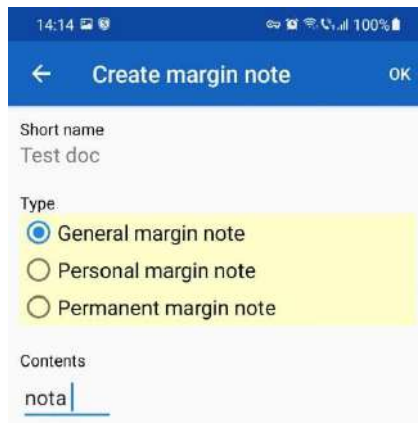 14:14 100%
Create margin note OK
Short name
Test doc
Type
General margin note
Personal margin note
Permanent margin note
Contents
nota